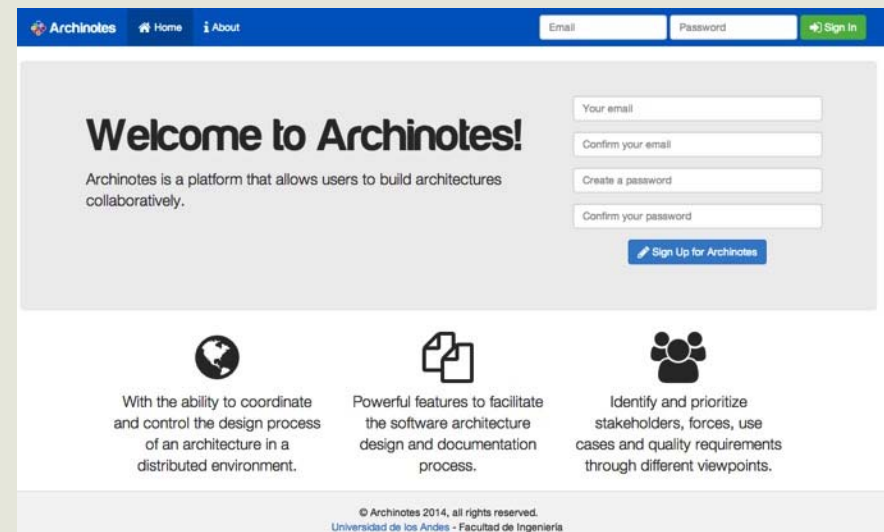 Archinotes Home About Email Password Sign In
Welcome to Archinotes!
Archinotes is a platform that allows users to build architectures
collaboratively.
Your email
Confirm your email
Create a password
Confirm your password
Sign Up for Archinotes
With the ability to coordinate
and control the design process
of an architecture in a
distributed environment.
Powerful features to facilitate
the software architecture
design and documentation
process.
Identify and prioritize
stakeholders, forces, use
cases and quality requirements
through different viewpoints.
© Archinotes 2014, all rights reserved.
Universidad de los Andes - Facultad de Ingeniería